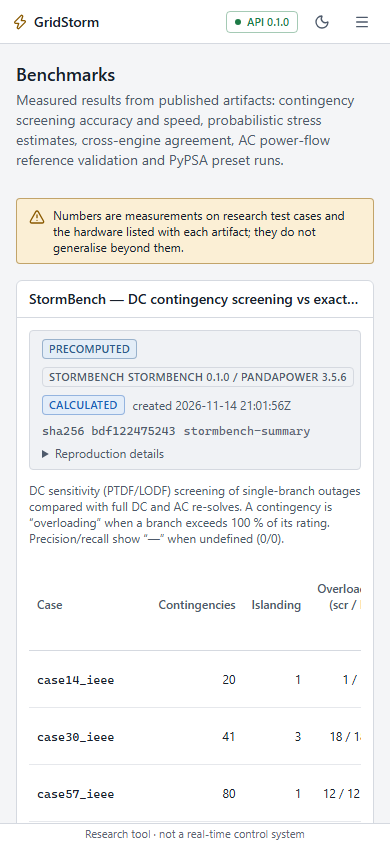 GridStorm
API 0.1.0
Benchmarks
Measured results from published artifacts: contingency
screening accuracy and speed, probabilistic stress
estimates, cross-engine agreement, AC power-flow
reference validation and PyPSA preset runs.
Numbers are measurements on research test cases and
the hardware listed with each artifact; they do not
generalise beyond them.
StormBench — DC contingency screening vs exact...
PRECOMPUTED
STORMBENCH STORMBENCH 0.1.0 / PANDAPOWER 3.5.6
CALCULATED created 2026-11-14 21:01:56Z
sha256 bdf122475243 stormbench-summary
Reproduction details
DC sensitivity (PTDF/LODF) screening of single-branch outages
compared with full DC and AC re-solves. A contingency is
“overloading” when a branch exceeds 100 % of its rating.
Precision/recall show “—” when undefined (0/0).
Case Contingencies Islanding (scr /
case14_ieee 20 1 1 /
case30_ieee 41 3 18 /
case57_ieee 80 1 12 / 12
Research tool · not a real-time control system